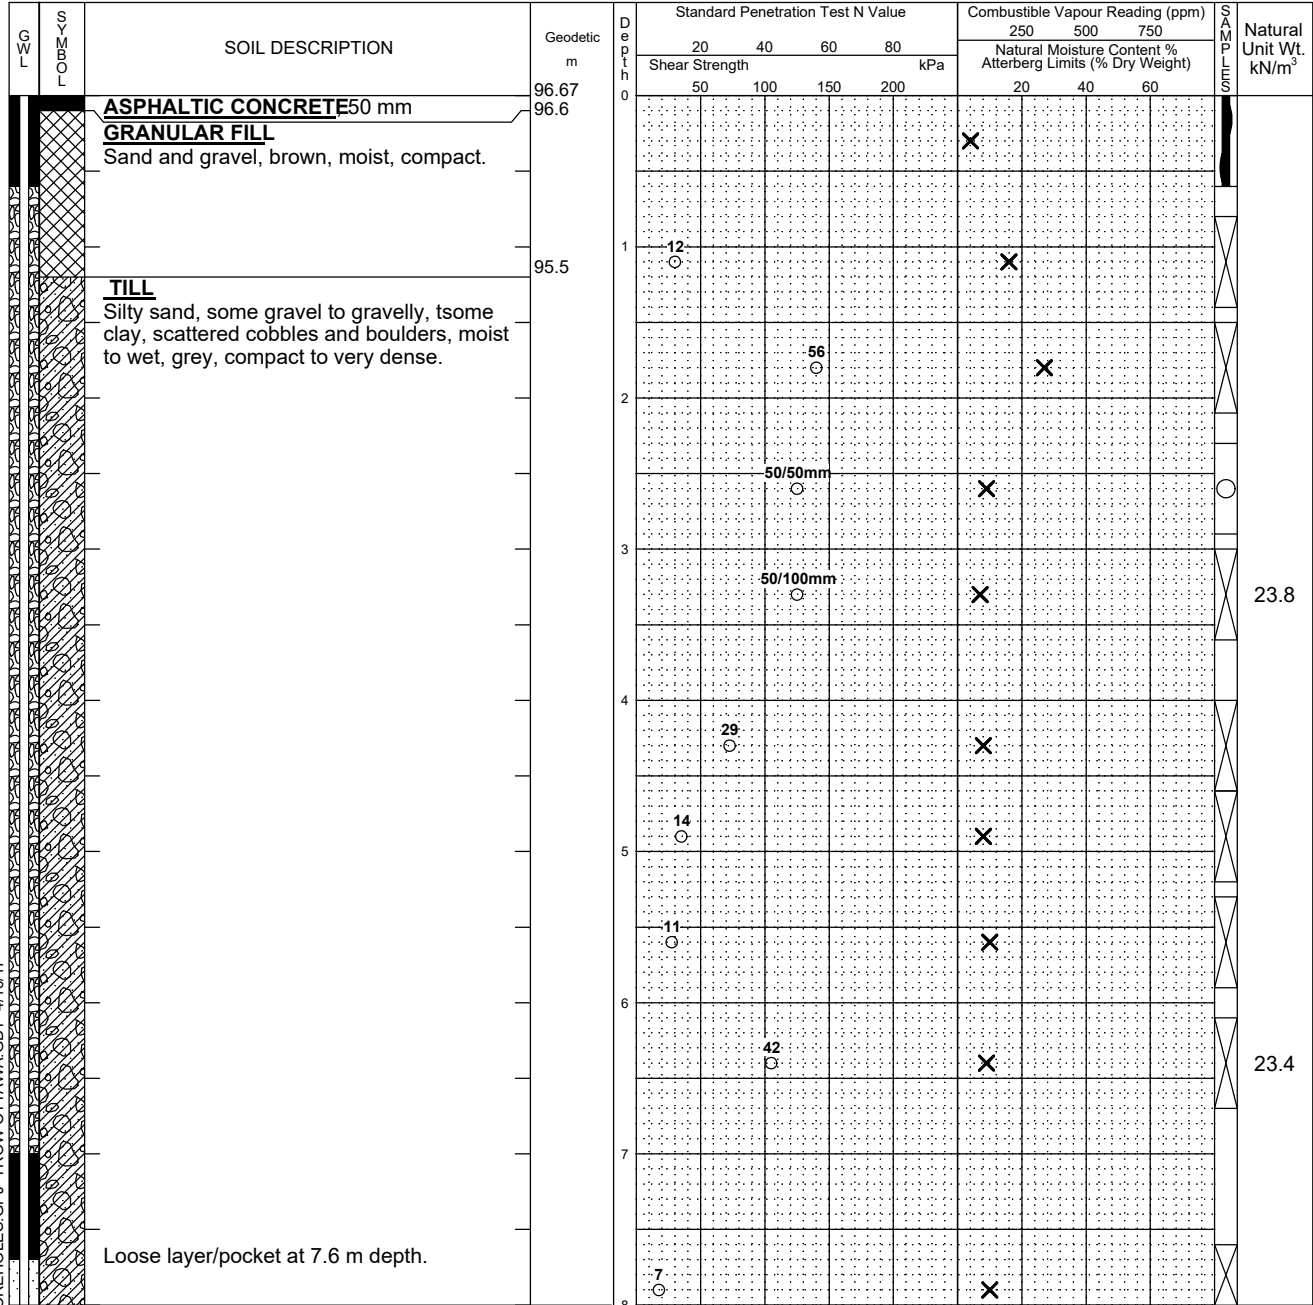 GWL
SYMBOL
SOIL DESCRIPTION
Geodetic
m
Depth
Standard Penetration Test N Value
20 40 60 80
Shear Strength kPa
50 100 150 200
Combustible Vapour Reading (ppm)
250 500 750
Natural Moisture Content %
Atterberg Limits (% Dry Weight)
20 40 60
SAMPLES
Natural
Unit Wt.
kN/m³
96.67
0
ASPHALTIC CONCRETE, 50 mm
96.6
GRANULAR FILL
Sand and gravel, brown, moist, compact.
12
1
95.5
TILL
Silty sand, some gravel to gravelly, tsome
clay, scattered cobbles and boulders, moist
to wet, grey, compact to very dense.
56
2
50/50mm
3
50/100mm
23.8
4
29
14
5
11
6
42
23.4
7
Loose layer/pocket at 7.6 m depth.
7
8